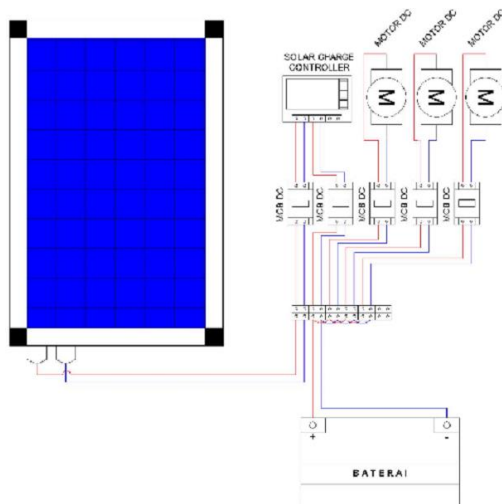 SOLAR CHARGE
CONTROLLER
MOTOR DC
MOTOR DC
MOTOR DC
M
M
M
MCB DC
MCB DC
MCB DC
MCB DC
MCB DC
+
-
BATERAI